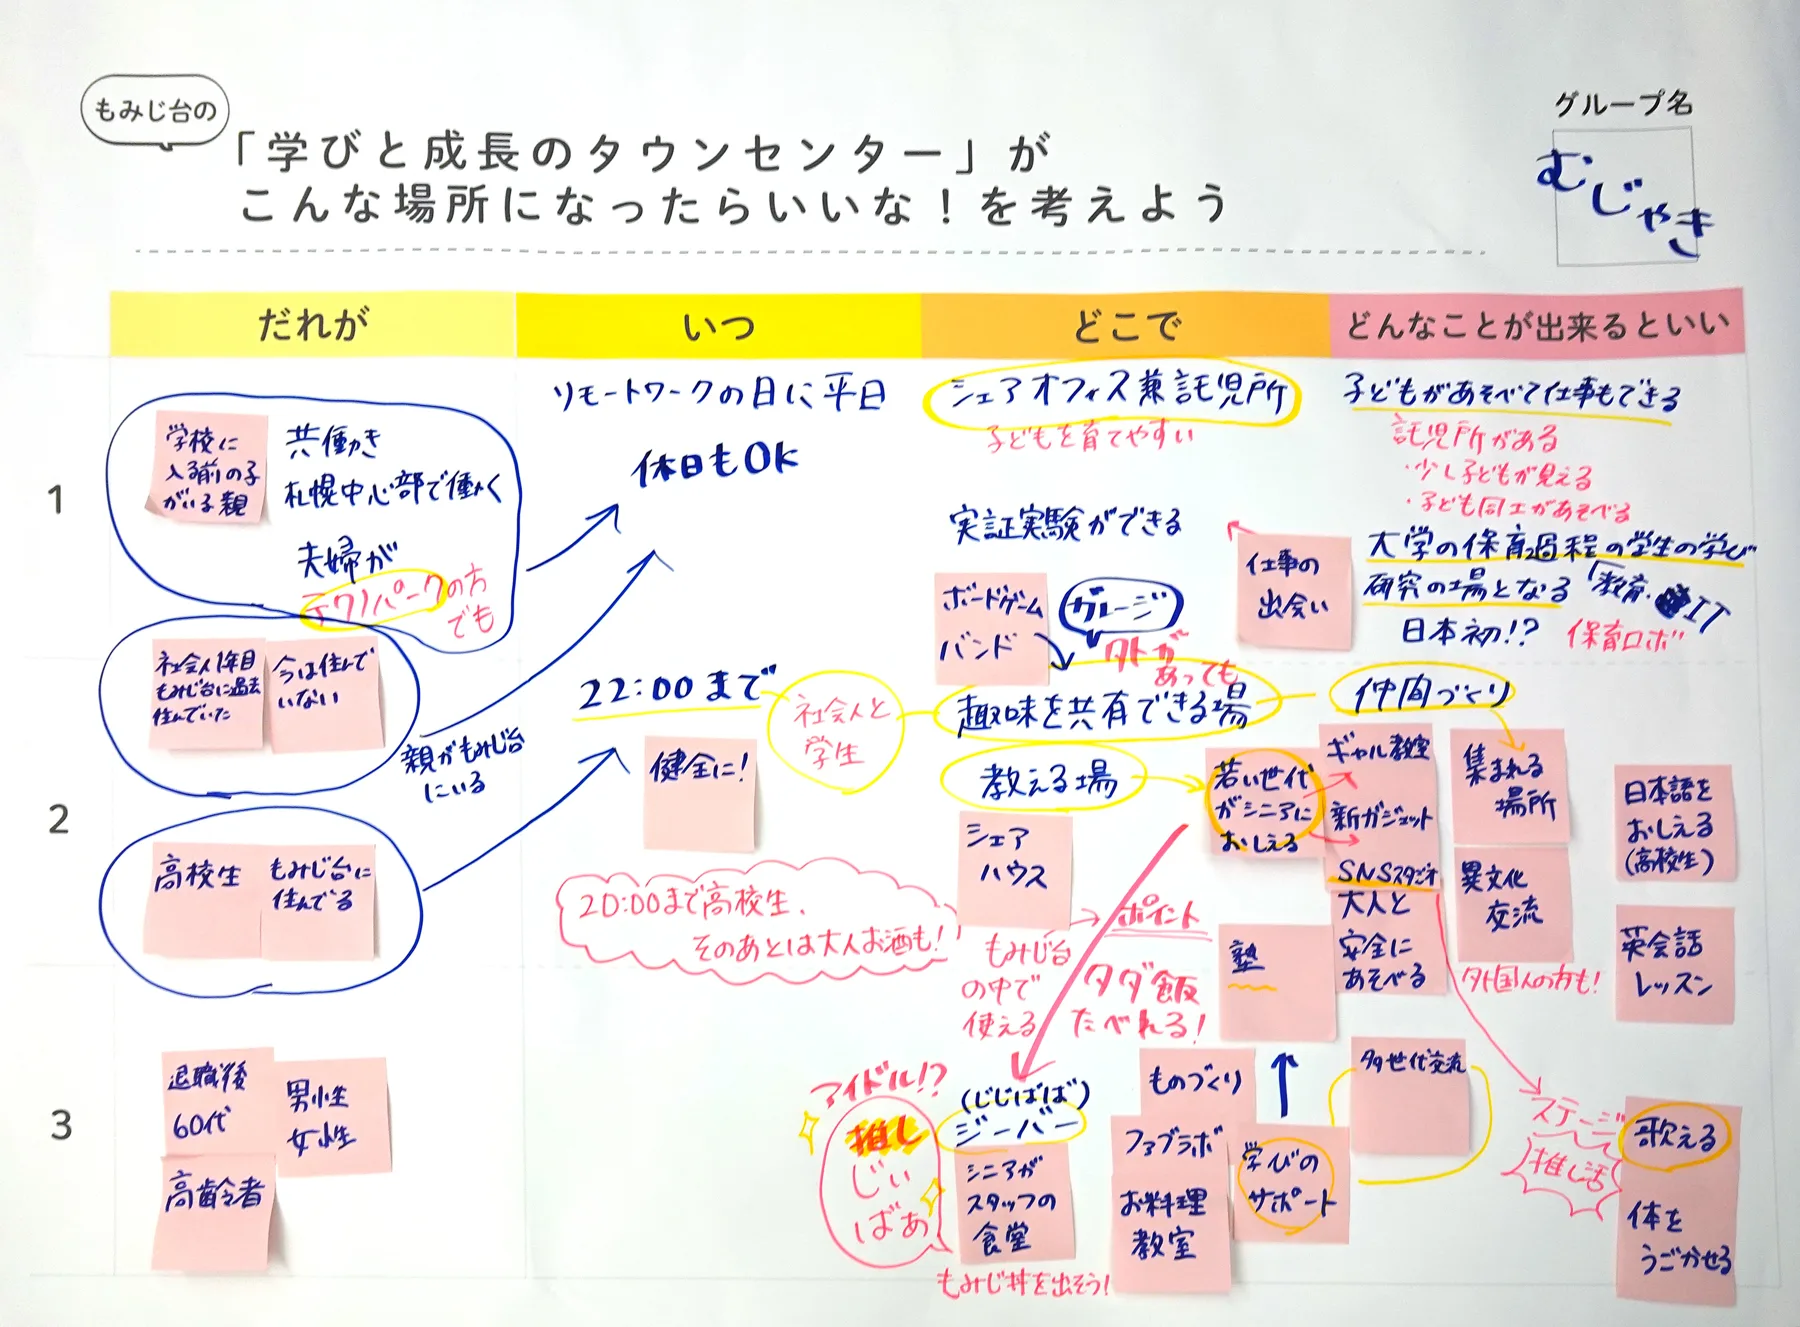 もみじ台の
「学びと成長のタウンセンター」が
こんな場所になったらいいな！を考えよう
グループ名
むじゃき
だれが
いつ
どこで
どんなことが出来るといい
1
学校に
入る前の子
がいる親
共働き
札幌中心部で働く
夫婦が
テクノパークの方
でも
リモートワークの日に平日
休日もOK
シェアオフィス兼託児所
子どもを育てやすい
実証実験ができる
ボードゲーム
バンド
ガレージ
外が
あっても
仕事の
出会い
子どもがあそべて仕事もできる
託児所がある
・少し子どもが見える
・子ども同士があそべる
大学の保育過程の学生の学び
研究の場となる
「教育・
IT
日本初!?
保育ロボ
2
社会人1年目
もみじ台に過去
住んでいた
今は住んで
いない
親がもみじ台
にいる
高校生
もみじ台に
住んでる
22:00まで
健全に！
社会人と
学生
20:00まで高校生、
そのあとは大人お酒も！
趣味を共有できる場
教える場
シェア
ハウス
もみじ台
の中で
使える
ポイント
タダ飯
たべれる！
若い世代
がシニアに
おしえる
塾
仲間づくり
ギャル教室
新ガジェット
SNSスタジオ
大人と
安全に
あそべる
集まれる
場所
異文化
交流
外国人の方も！
日本語を
おしえる
(高校生)
英会話
レッスン
3
退職後
60代
男性
女性
高齢者
アイドル!?
推し
じぃ
ばぁ
(じじばば)
ジーバー
シニアが
スタッフの
食堂
もみじ丼を出そう！
ものづくり
ファブラボ
お料理
教室
学びの
サポート
多世代交流
ステージ
推し活
歌える
体を
うごかせる